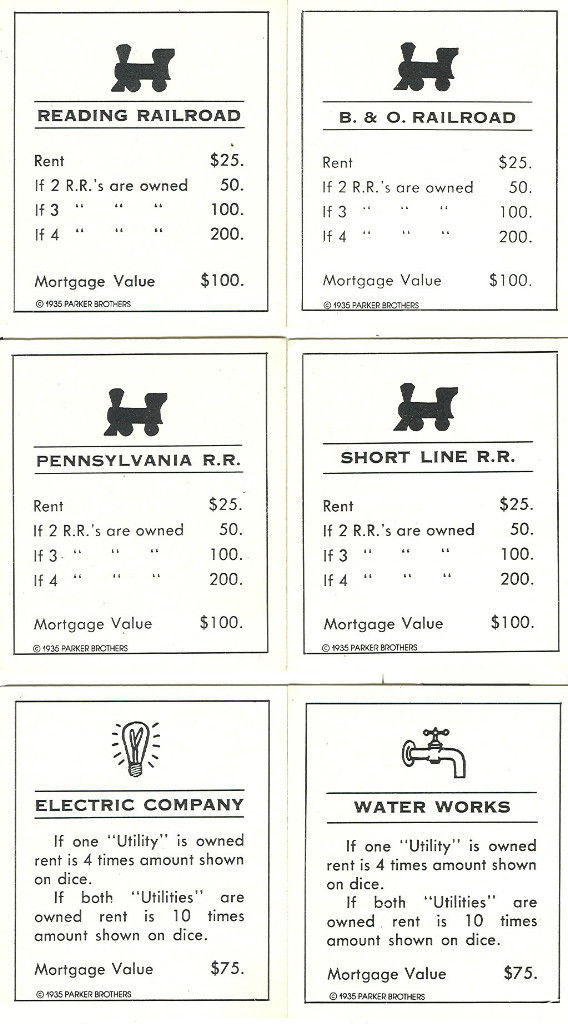 READING RAILROAD
Rent $25.
If 2 R.R.'s are owned 50.
If 3 " " " 100.
If 4 " " " 200.
Mortgage Value $100.
© 1935 PARKER BROTHERS
B. & O. RAILROAD
Rent $25.
If 2 R.R.'s are owned 50.
If 3 " " " 100.
If 4 " " " 200.
Mortgage Value $100.
© 1935 PARKER BROTHERS
PENNSYLVANIA R.R.
Rent $25.
If 2 R.R.'s are owned 50.
If 3 " " " 100.
If 4 " " " 200.
Mortgage Value $100.
© 1935 PARKER BROTHERS
SHORT LINE R.R.
Rent $25.
If 2 R.R.'s are owned 50.
If 3 " " " 100.
If 4 " " " 200.
Mortgage Value $100.
© 1935 PARKER BROTHERS
ELECTRIC COMPANY
If one "Utility" is owned
rent is 4 times amount shown
on dice.
If both "Utilities" are
owned rent is 10 times
amount shown on dice.
Mortgage Value $75.
© 1935 PARKER BROTHERS
WATER WORKS
If one "Utility" is owned
rent is 4 times amount shown
on dice.
If both "Utilities" are
owned rent is 10 times
amount shown on dice.
Mortgage Value $75.
© 1935 PARKER BROTHERS